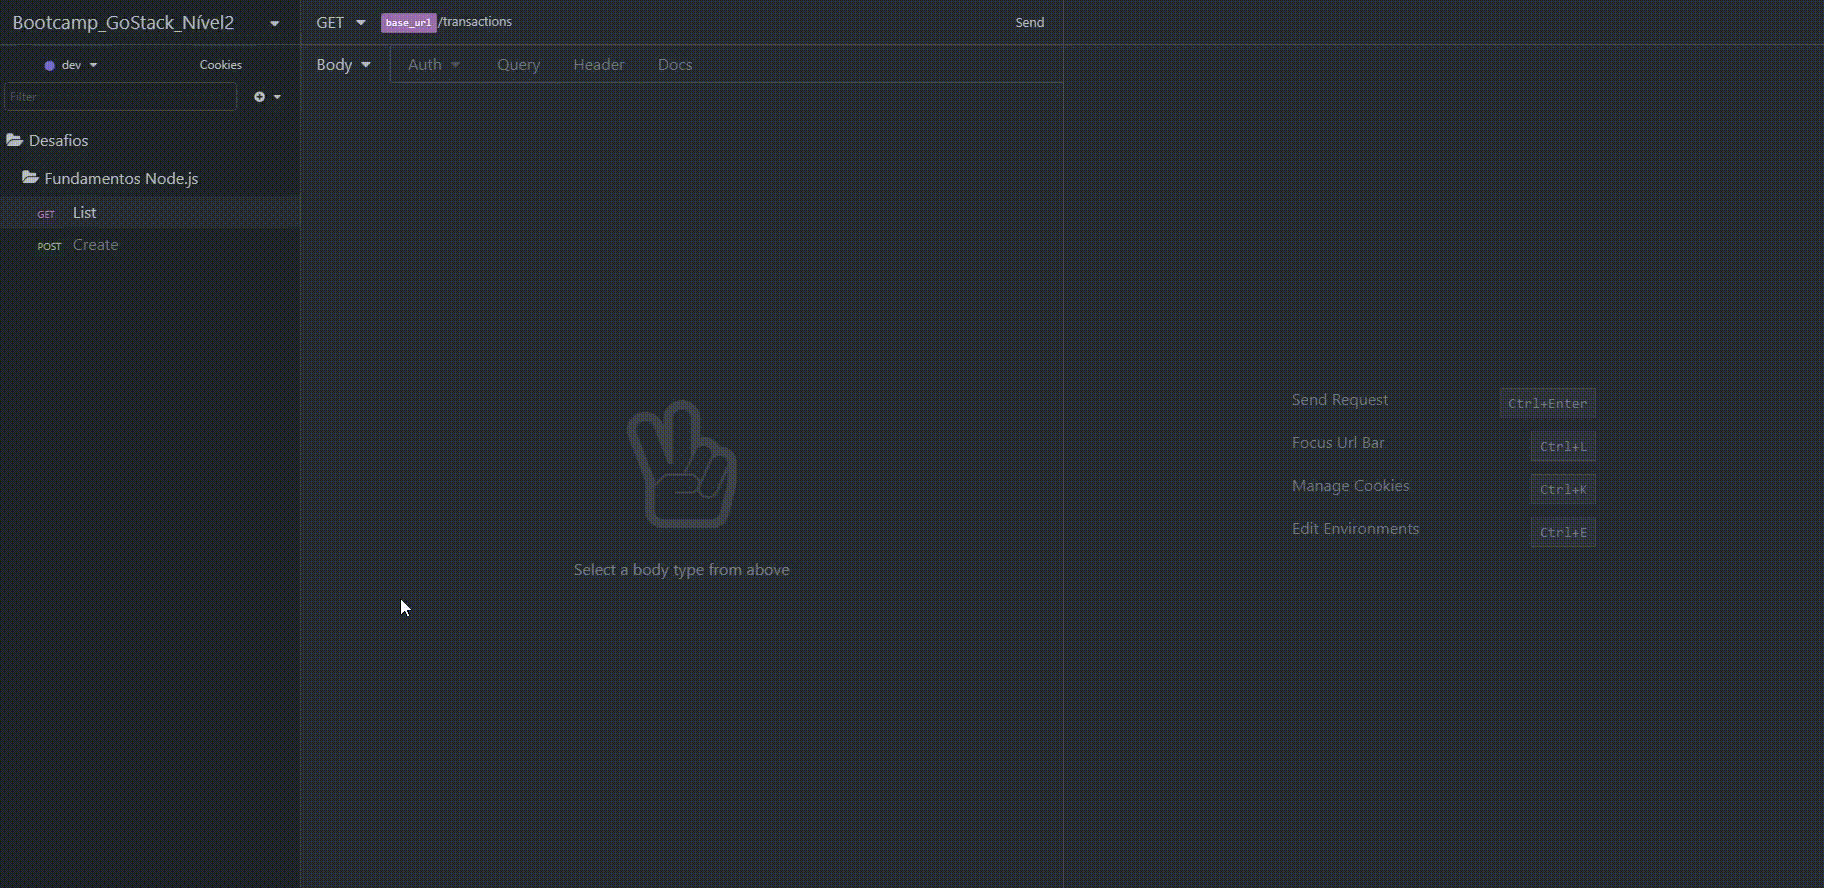 Bootcamp_GoStack_Nível2
dev
Cookies
Filter
Desafios
Fundamentos Node.js
GET List
POST Create
GET base_url/transactions Send
Body Auth Query Header Docs
Select a body type from above
Send Request Ctrl+Enter
Focus Url Bar Ctrl+L
Manage Cookies Ctrl+K
Edit Environments Ctrl+E